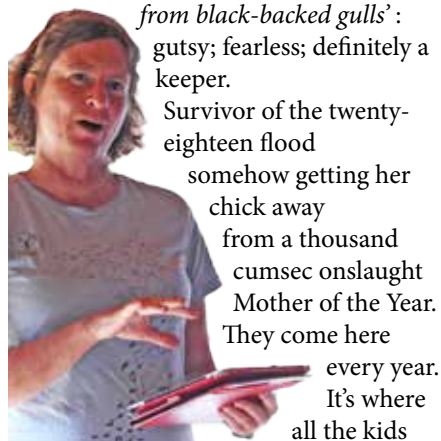 from black-backed gulls’ :
gutsy; fearless; definitely a
keeper.
Survivor of the twenty-
eighteen flood
somehow getting her
chick away
from a thousand
cumsec onslaught
Mother of the Year.
They come here
every year.
It’s where
all the kids